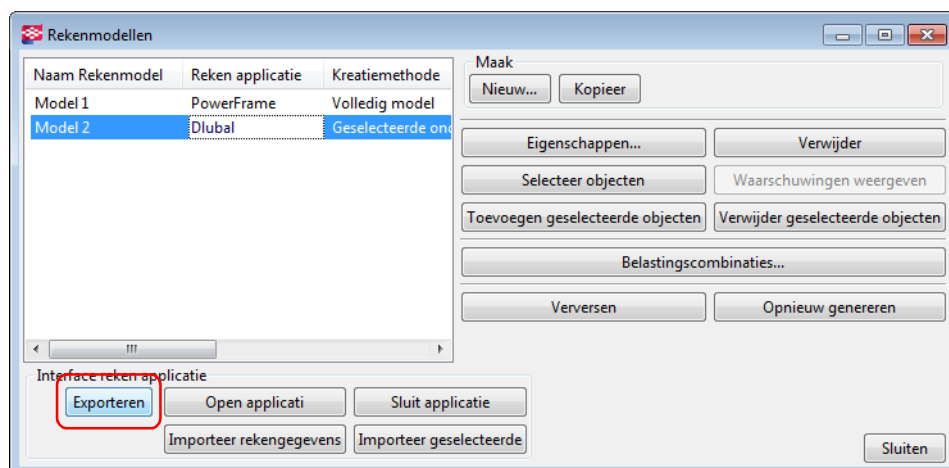 Rekenmodellen
Naam Rekenmodel Reken applicatie Kreatiemethode
Model 1 PowerFrame Volledig model
Model 2 Dlubal Geselecteerde
Maak
Nieuw... Kopieer
Eigenschappen... Verwijder
Selecteer objecten Waarschuwingen weergeven
Toevoegen geselecteerde objecten Verwijder geselecteerde objecten
Belastingscombinaties...
Verversen Opnieuw genereren
Interface reken applicatie
Exporteren Open applicati Sluit applicatie
Importeer rekengegevens Importeer geselecteerde
Sluiten